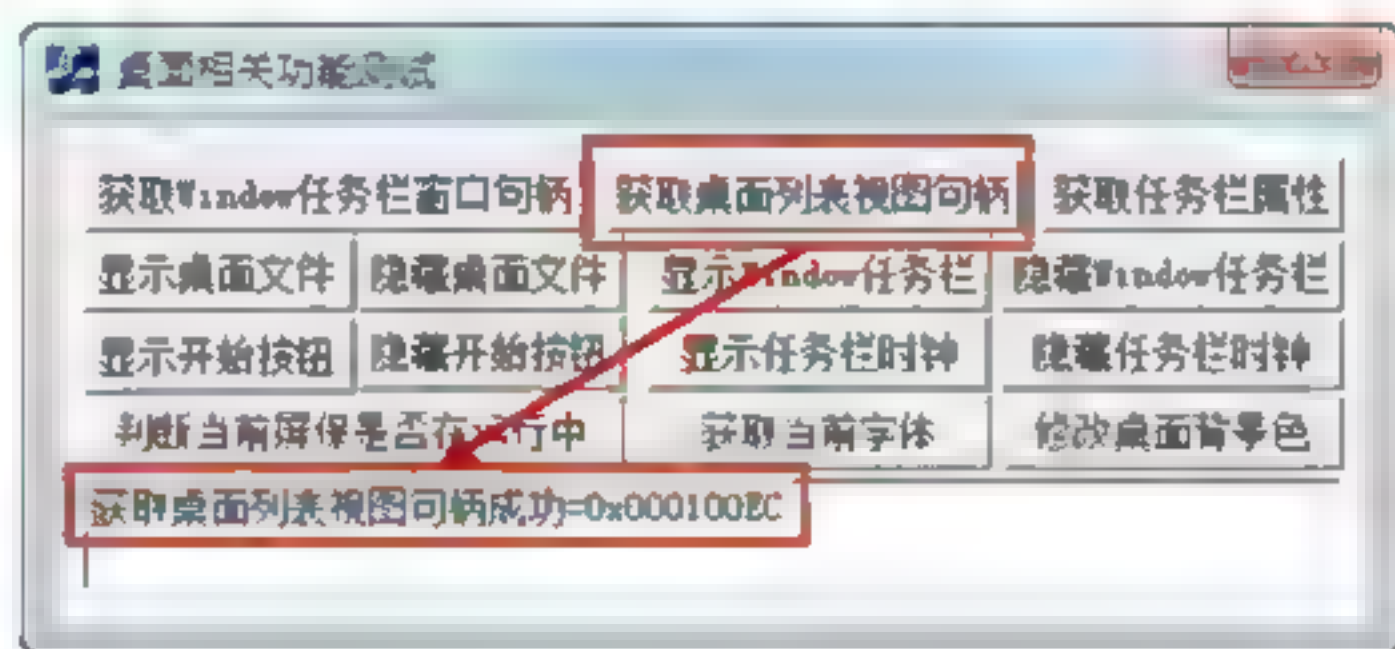 桌面相关功能测试
获取Window任务栏窗口句柄 获取桌面列表视图句柄 获取任务栏属性
显示桌面文件 隐藏桌面文件 显示Window任务栏 隐藏Window任务栏
显示开始按钮 隐藏开始按钮 显示任务栏时钟 隐藏任务栏时钟
判断当前屏保是否在运行中 获取当前字体 修改桌面背景色
获取桌面列表视图句柄成功=0x000100EC